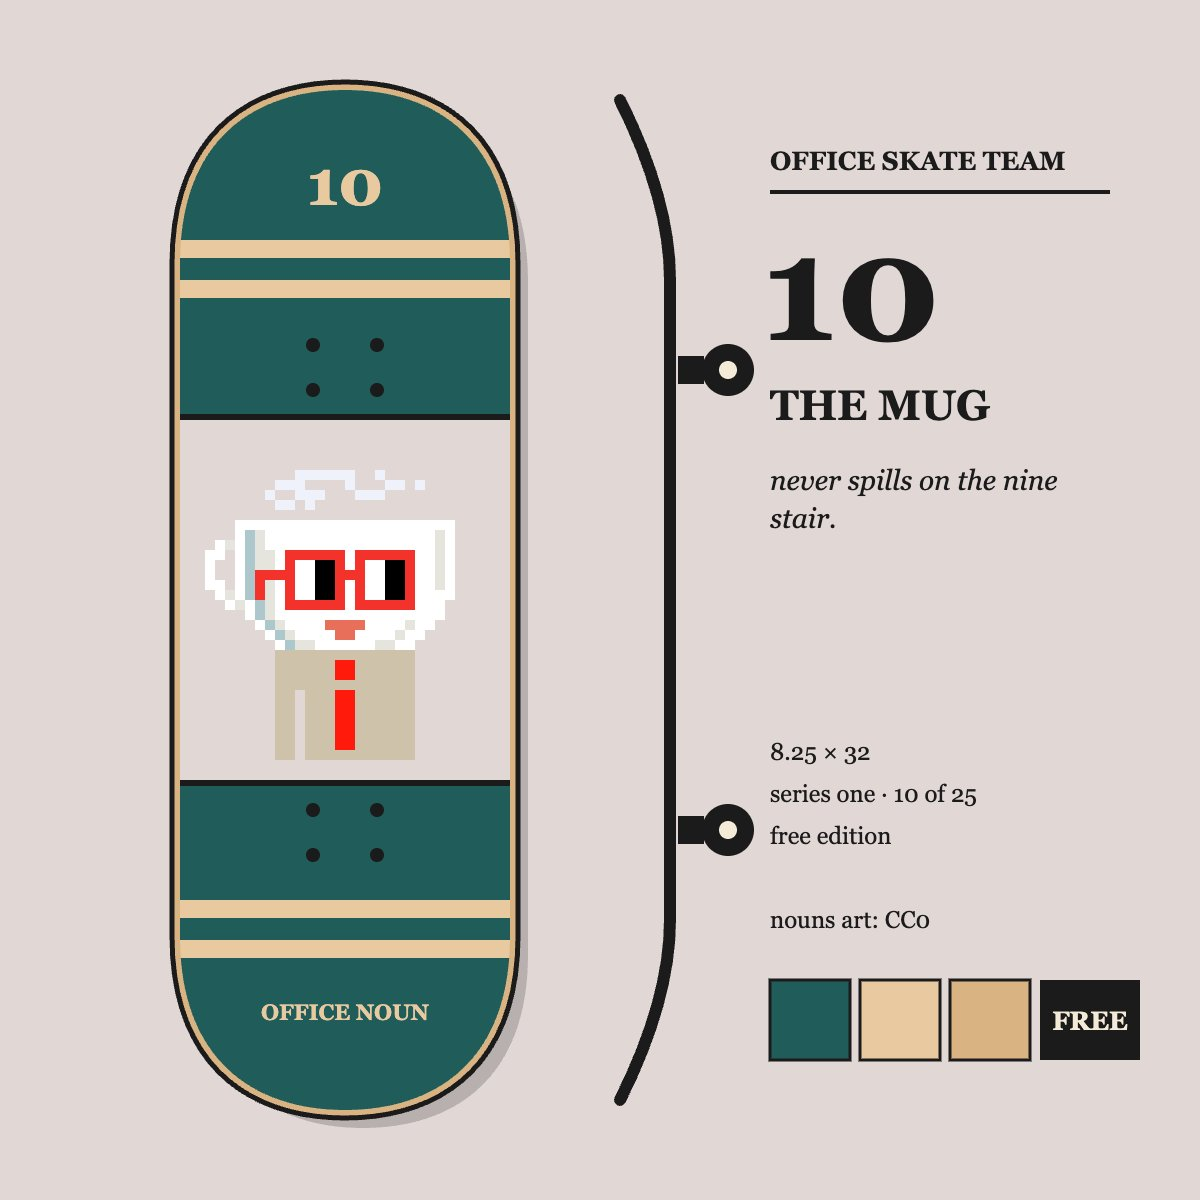 10
OFFICE NOUN
OFFICE SKATE TEAM
10
THE MUG
never spills on the nine
stair.
8.25 × 32
series one · 10 of 25
free edition
nouns art: CC0
FREE